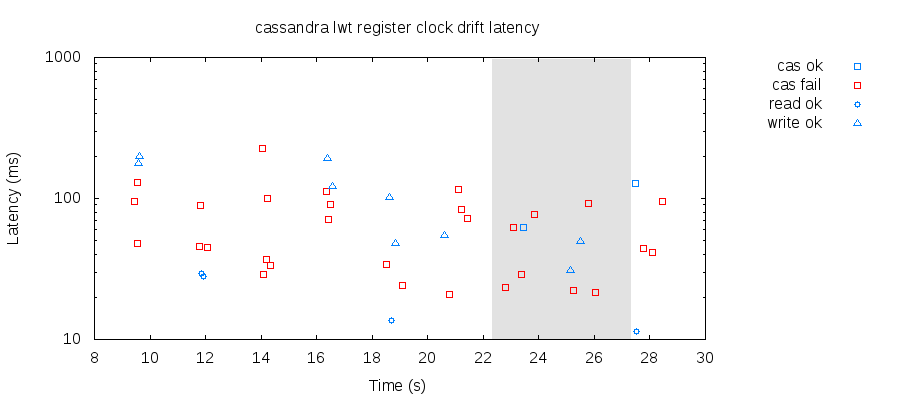 cassandra lwt register clock drift latency
1000
100
10
Latency (ms)
8 10 12 14 16 18 20 22 24 26 28 30
Time (s)
cas ok
cas fail
read ok
write ok